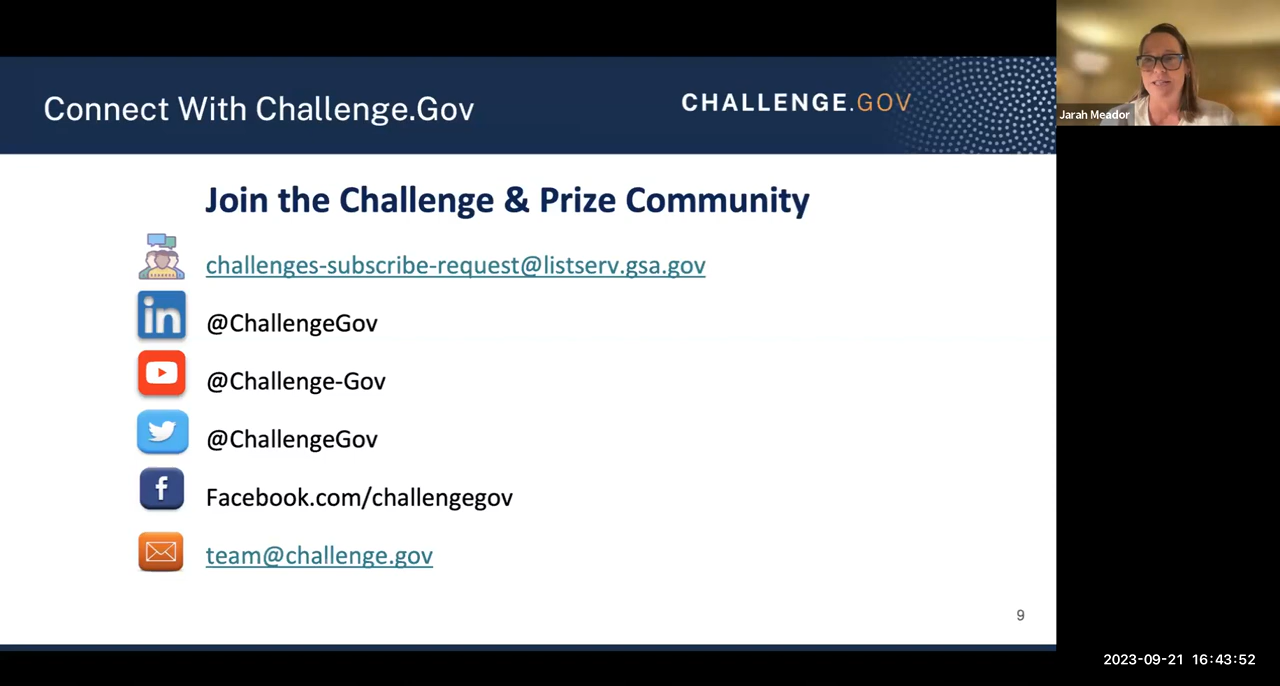 Connect With Challenge.Gov
CHALLENGE.GOV
Jarah Meador
Join the Challenge & Prize Community
challenges-subscribe-request@listserv.gsa.gov
in
@ChallengeGov
@Challenge-Gov
@ChallengeGov
f
Facebook.com/challengegov
team@challenge.gov
9
2023-09-21 16:43:52